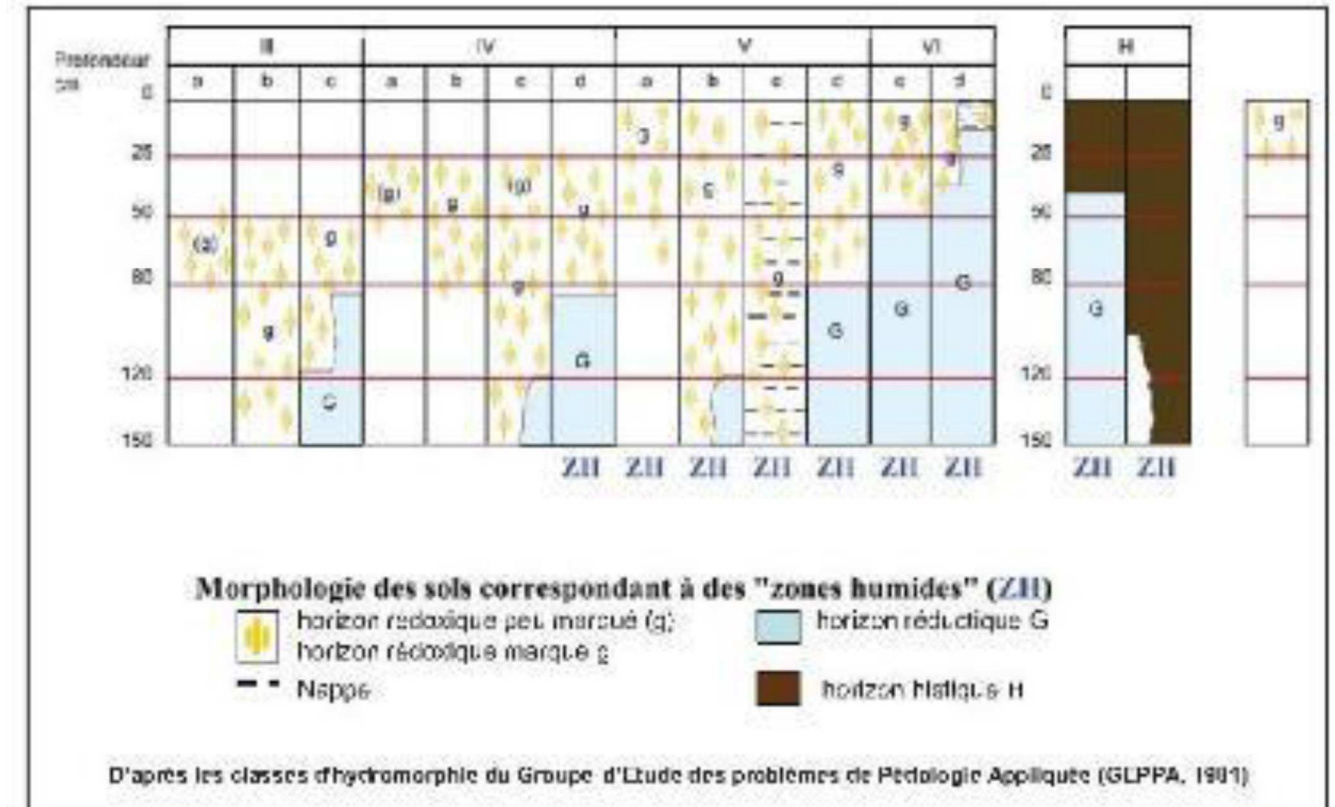 III IV V VI H
Profondeur
cm
a b c a b c d a b c d c d
0 0
25 25
50 50
80 80
120 120
150 150
(g) g g g G (g) g (g) g g G g g g g G g G g G G g
ZH ZH ZH ZH ZH ZH ZH ZH ZH
Morphologie des sols correspondant à des "zones humides" (ZH)
horizon rédoxique peu marqué (g)
horizon rédoxique marqué g
Nappe
horizon réductique G
horizon histique H
D'après les classes d'hydromorphie du Groupe d'Etude des problèmes de Pédologie Appliquée (GEPPA, 1981)